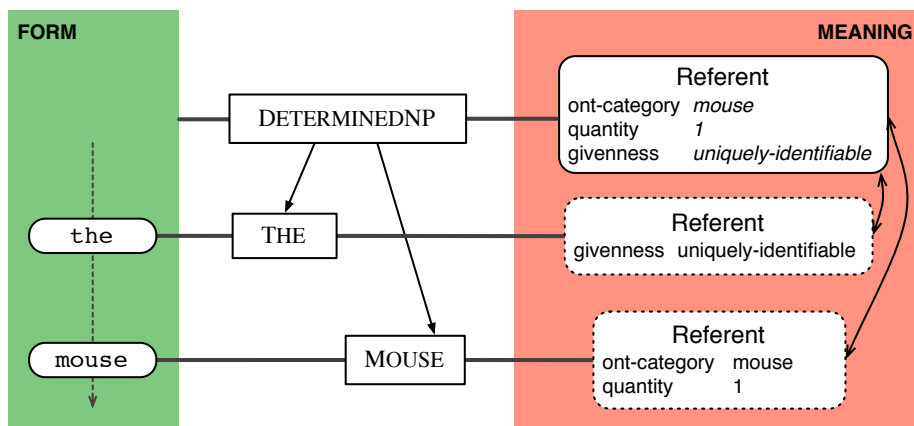 FORM
MEANING
Referent
ont-category mouse
quantity 1
givenness uniquely-identifiable
DETERMINEDNP
the
THE
Referent
givenness uniquely-identifiable
mouse
MOUSE
Referent
ont-category mouse
quantity 1